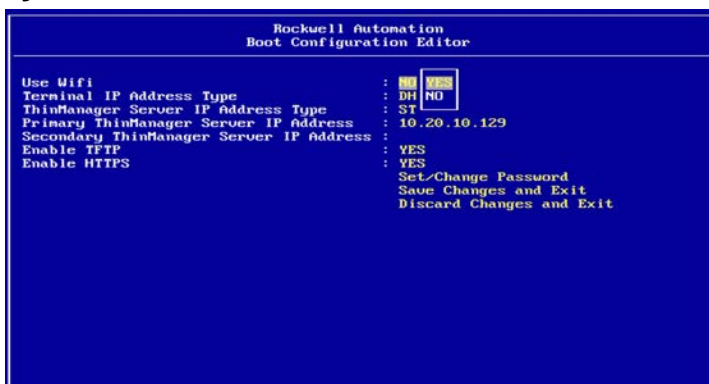 Rockwell Automation
Boot Configuration Editor
Use Wifi : NO YES
Terminal IP Address Type : DH NO
ThinManager Server IP Address Type : ST
Primary ThinManager Server IP Address : 10.20.10.129
Secondary ThinManager Server IP Address :
Enable TFTP : YES
Enable HTTPS : YES
Set/Change Password
Save Changes and Exit
Discard Changes and Exit